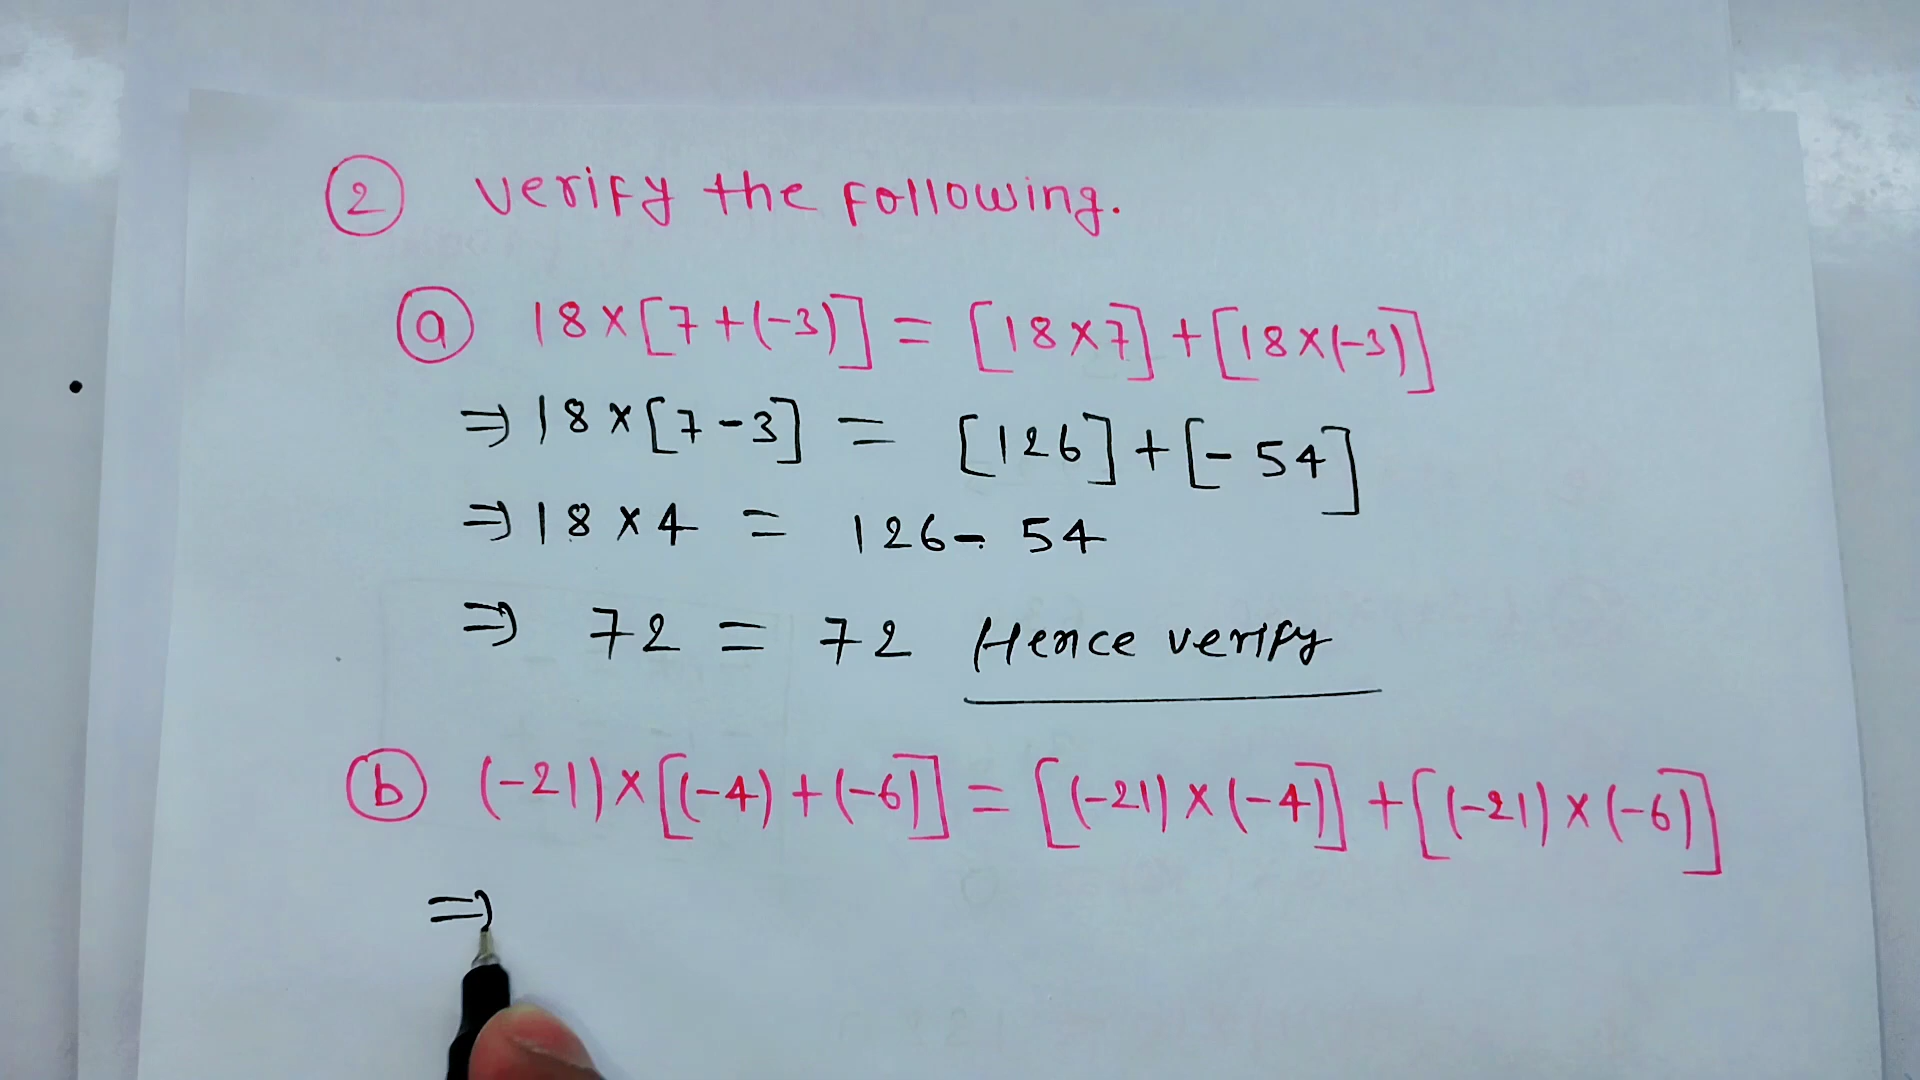 ② Verify the following.
ⓐ 18×[7+(-3)] = [18×7]+[18×(-3)]
⇒ 18×[7-3] = [126]+[-54]
⇒ 18×4 = 126-54
⇒ 72 = 72 Hence verify
ⓑ (-21)×[(-4)+(-6)] = [(-21)×(-4)]+[(-21)×(-6)]
⇒